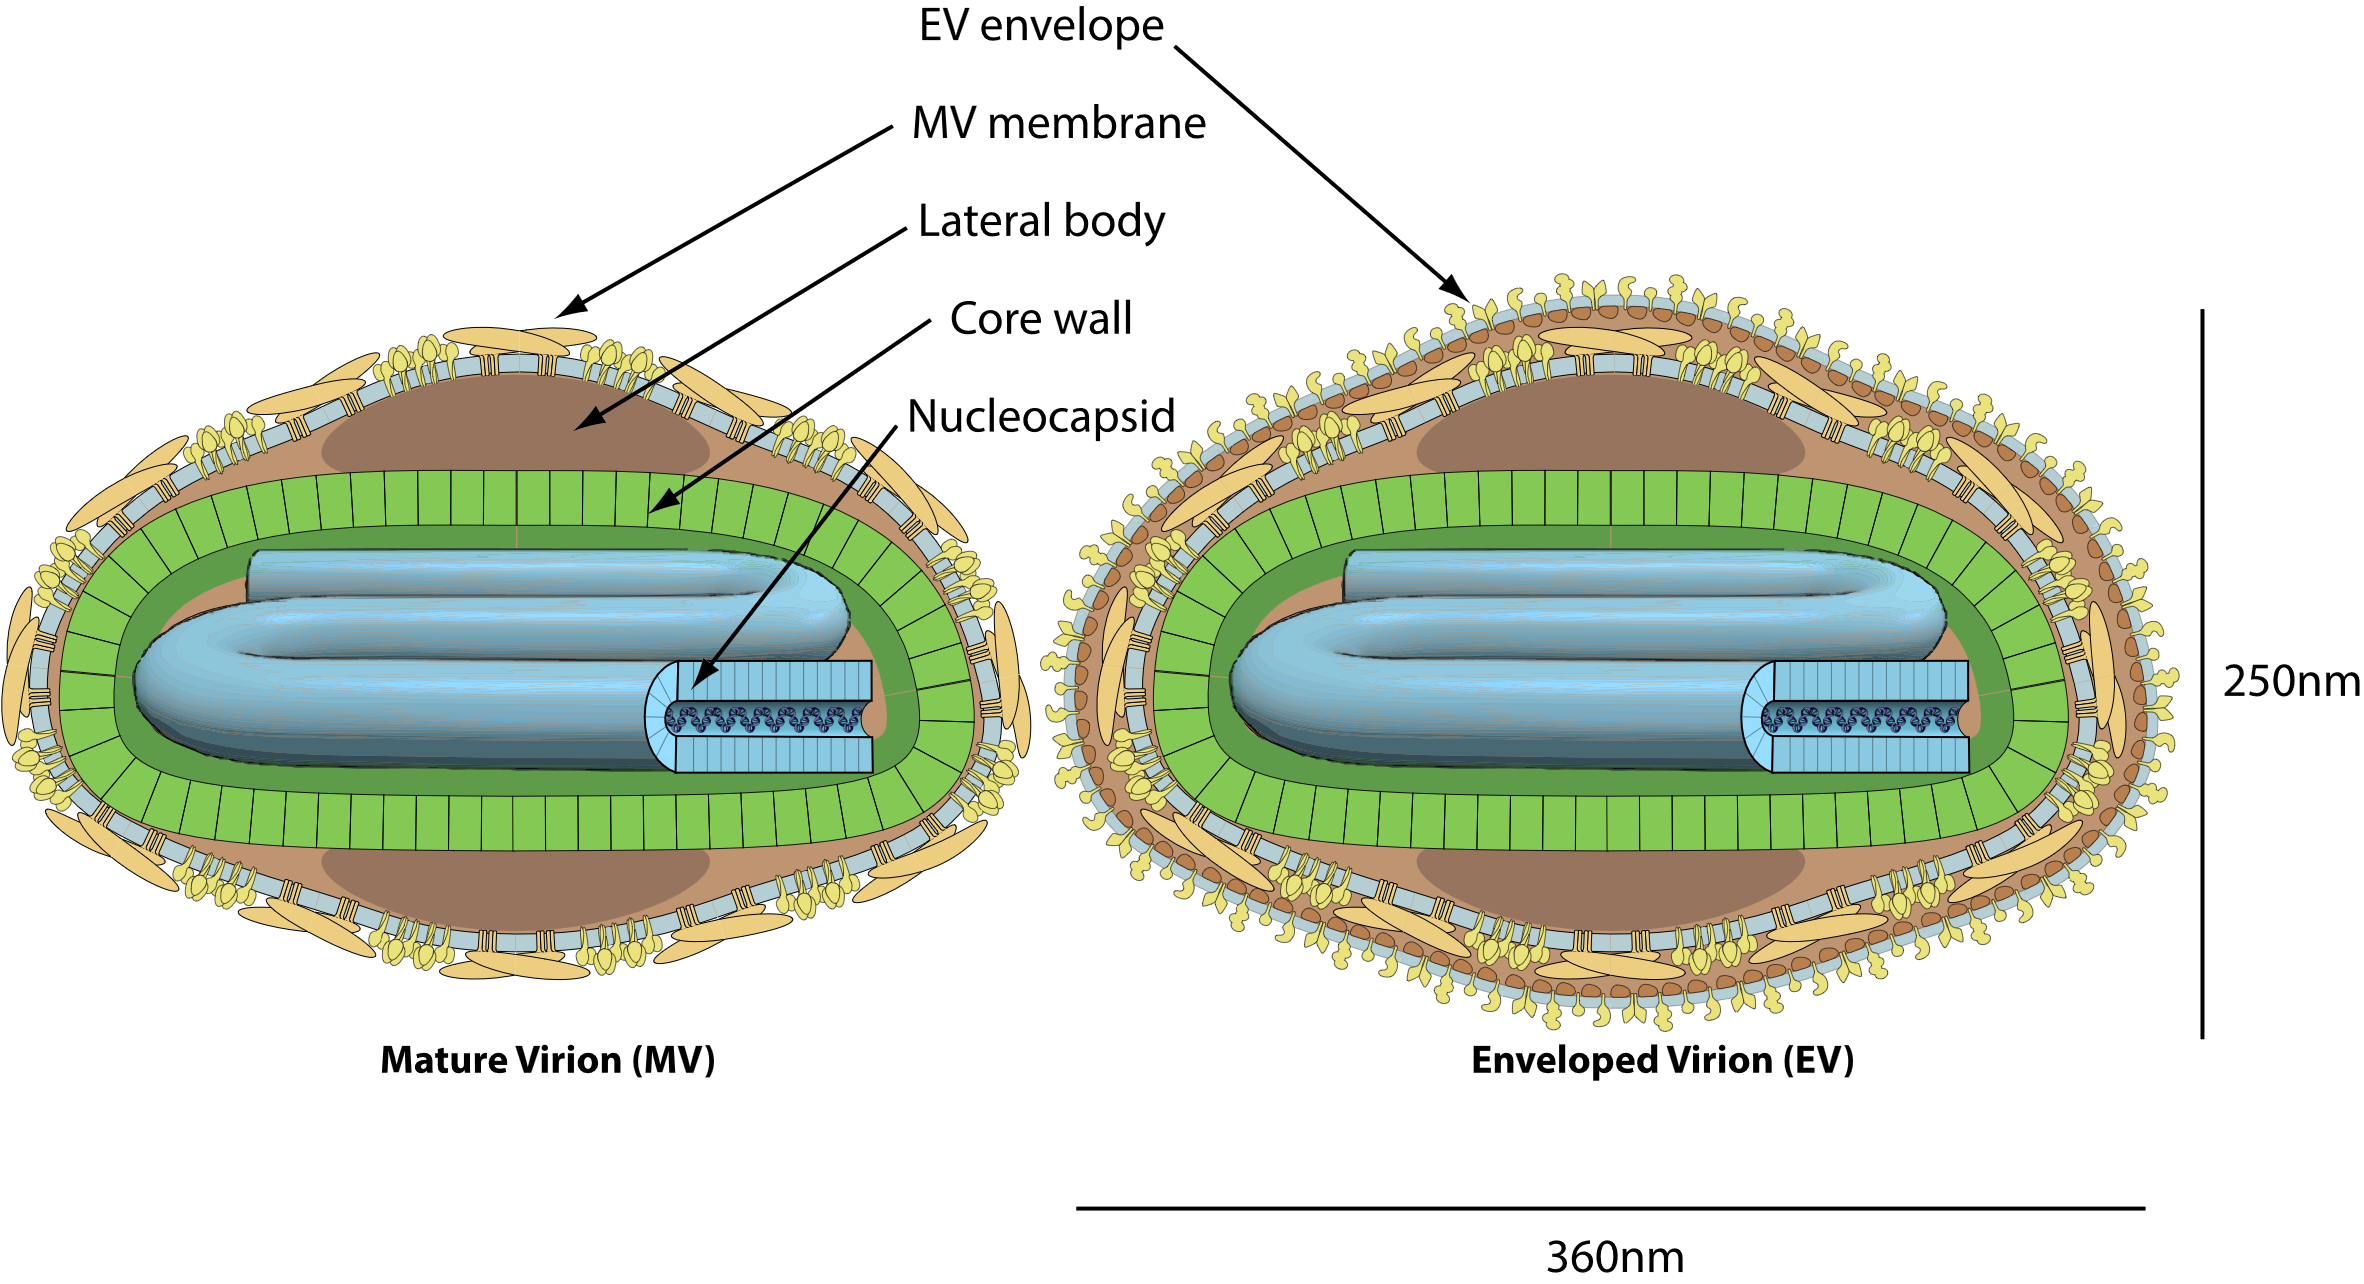 EV envelope
MV membrane
Lateral body
Core wall
Nucleocapsid
250nm
Mature Virion (MV)
Enveloped Virion (EV)
360nm